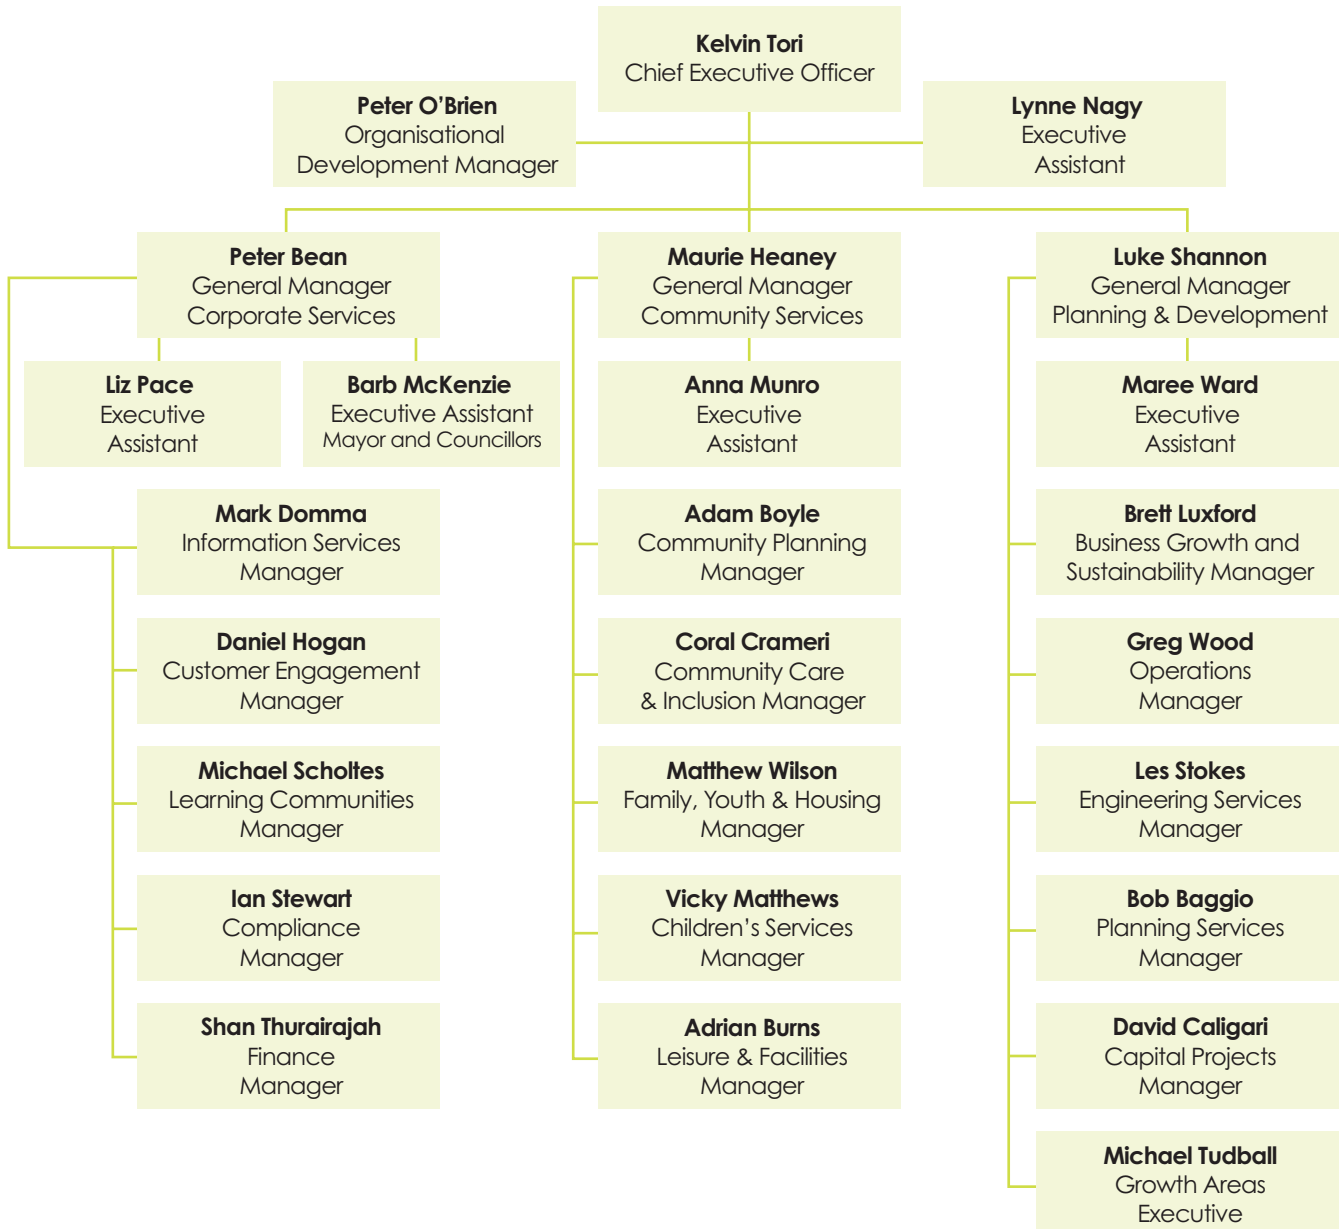 Kelvin Tori
Chief Executive Officer
Peter O’Brien
Organisational
Development Manager
Lynne Nagy
Executive
Assistant
Peter Bean
General Manager
Corporate Services
Maurie Heaney
General Manager
Community Services
Luke Shannon
General Manager
Planning & Development
Liz Pace
Executive
Assistant
Barb McKenzie
Executive Assistant
Mayor and Councillors
Anna Munro
Executive
Assistant
Maree Ward
Executive
Assistant
Mark Domma
Information Services
Manager
Adam Boyle
Community Planning
Manager
Brett Luxford
Business Growth and
Sustainability Manager
Daniel Hogan
Customer Engagement
Manager
Coral Crameri
Community Care
& Inclusion Manager
Greg Wood
Operations
Manager
Michael Scholtes
Learning Communities
Manager
Matthew Wilson
Family, Youth & Housing
Manager
Les Stokes
Engineering Services
Manager
Ian Stewart
Compliance
Manager
Vicky Matthews
Children’s Services
Manager
Bob Baggio
Planning Services
Manager
Shan Thurairajah
Finance
Manager
Adrian Burns
Leisure & Facilities
Manager
David Caligari
Capital Projects
Manager
Michael Tudball
Growth Areas
Executive